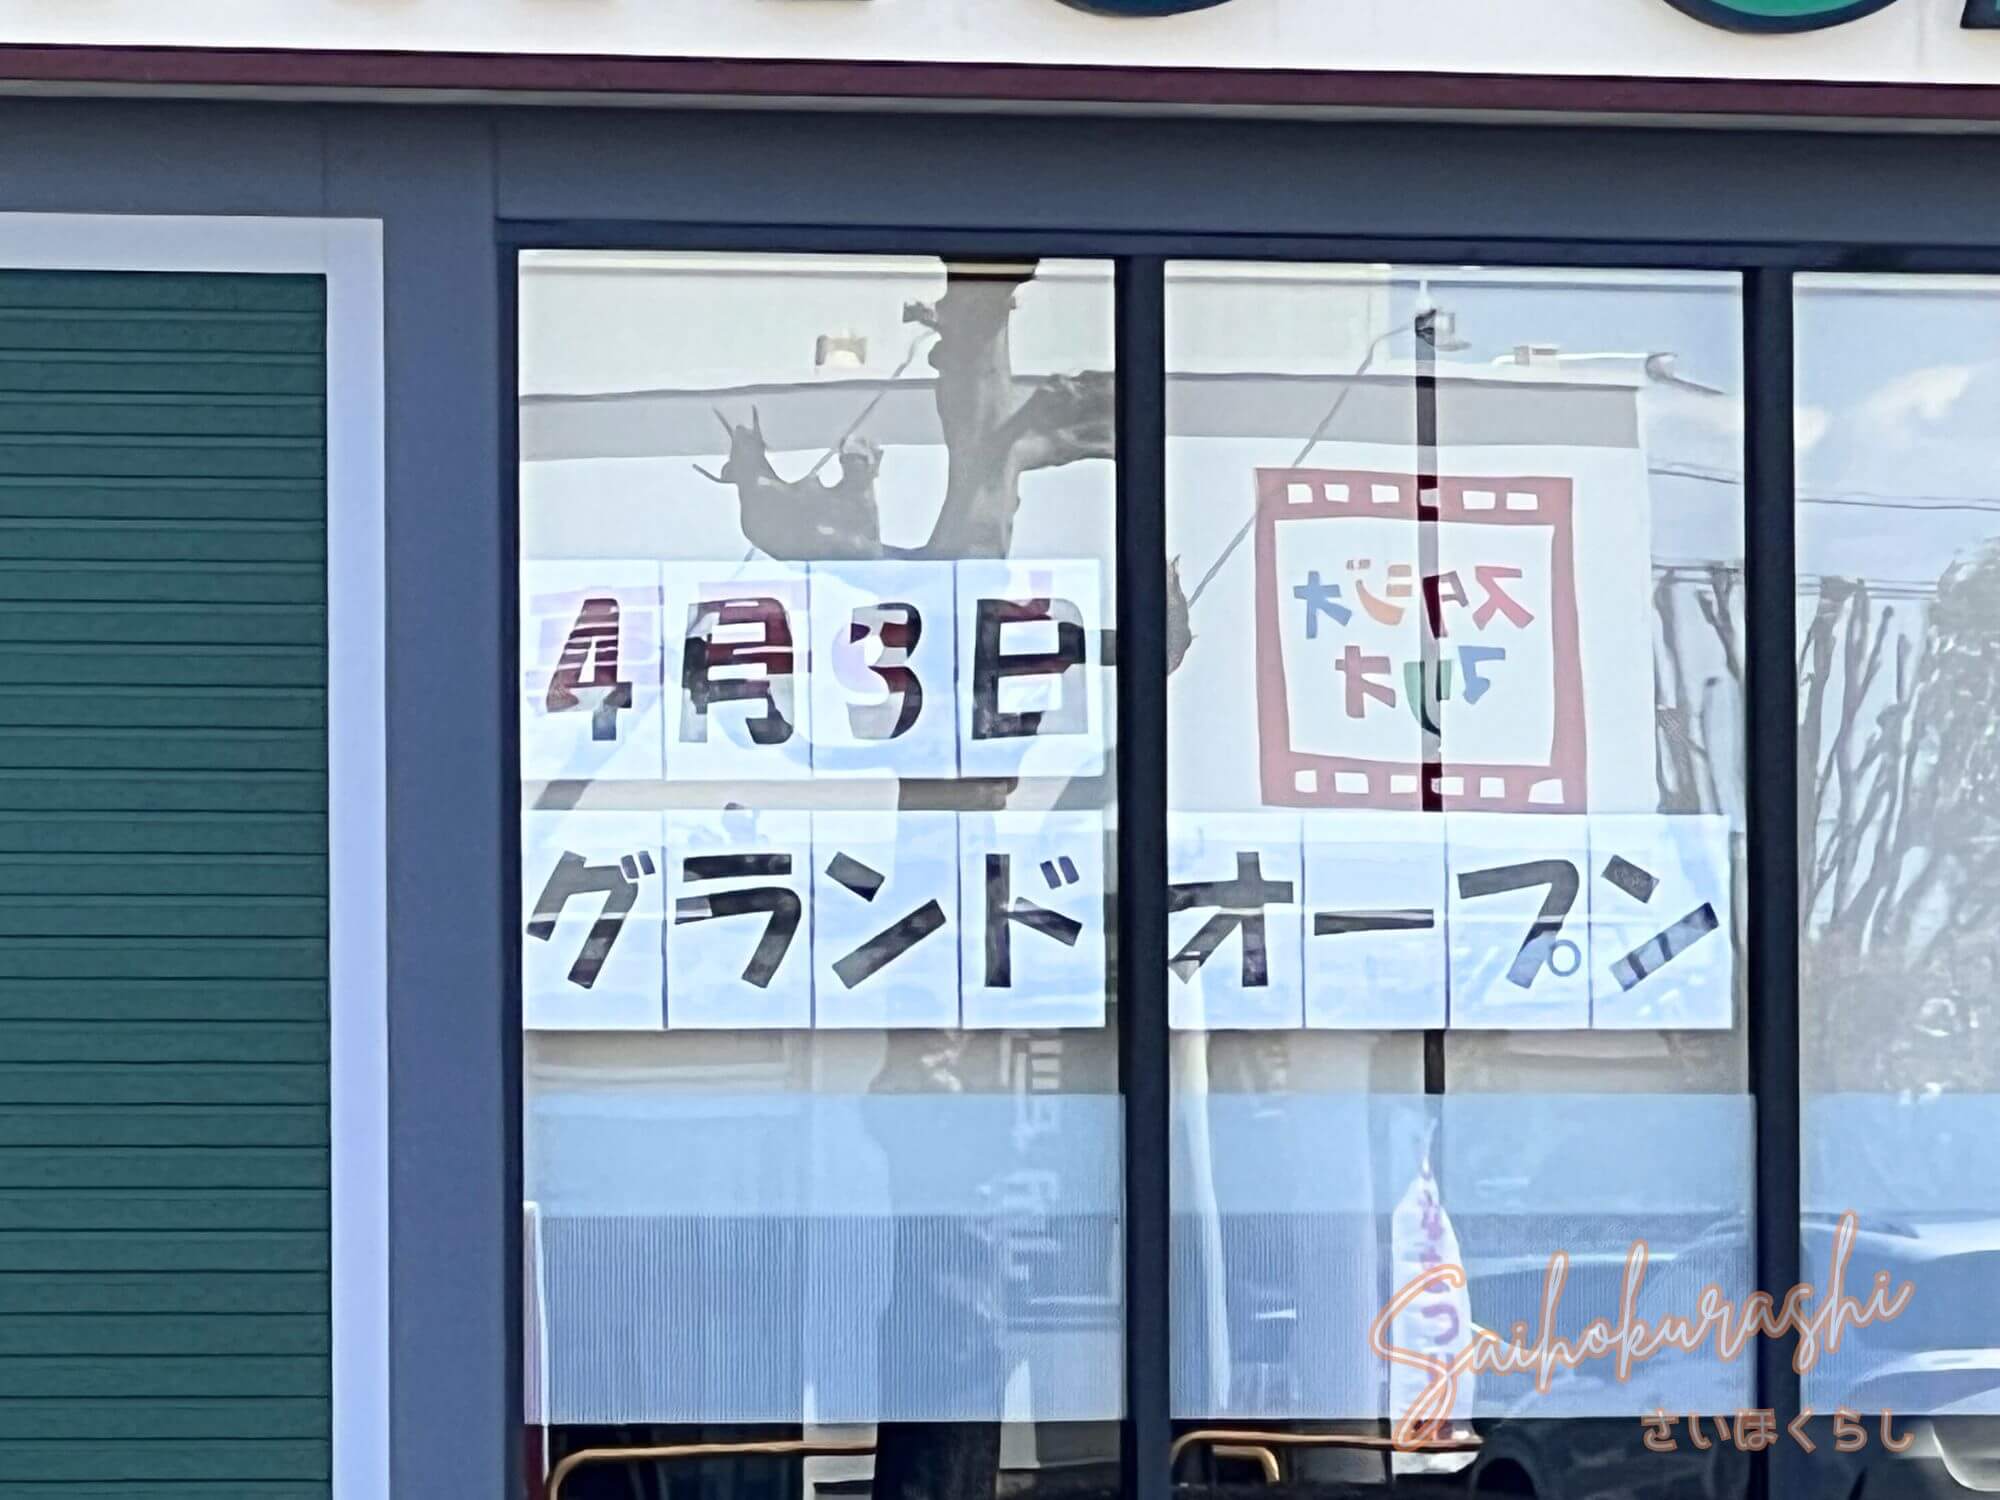 4月3日
スタジオ
マリオ
グランドオープン
Saihokurashi
さいほくらし